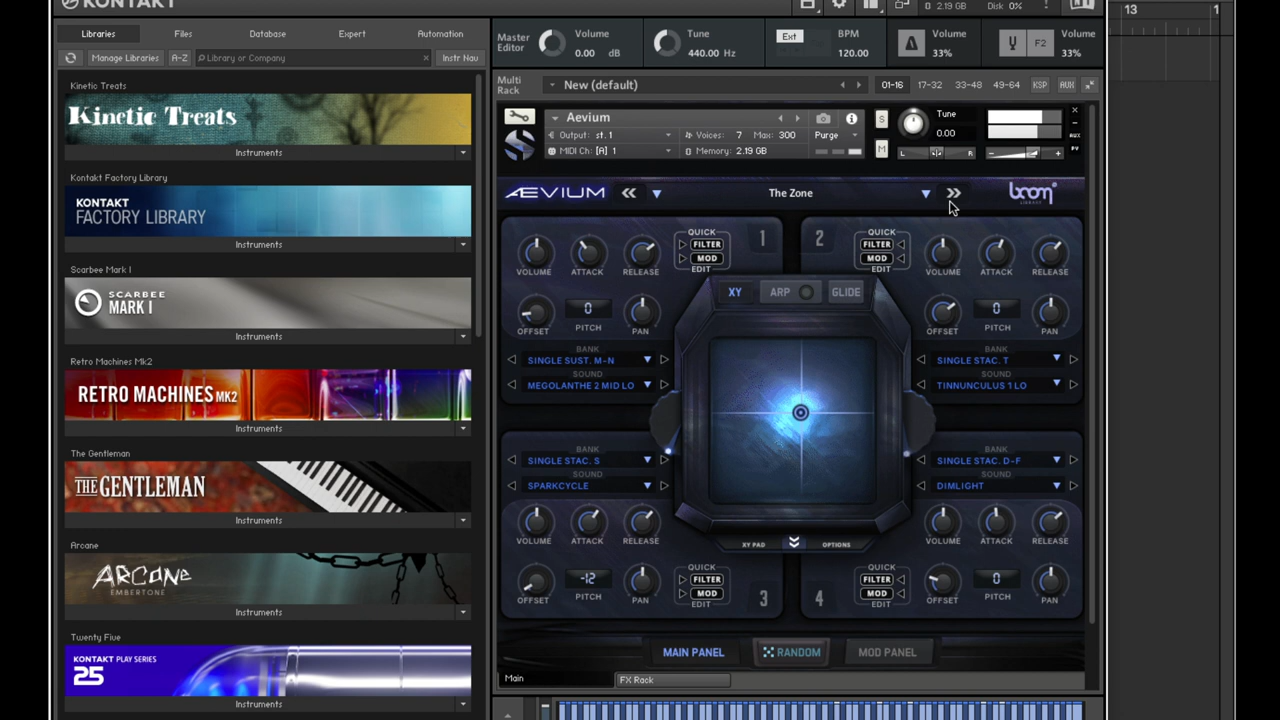 KONTAKT
2.19 GB
Disk 0%
!
13
1
Libraries
Files
Database
Expert
Automation
Manage Libraries
A-Z
Library or Company
×
Instr Nav
Master
Editor
Volume
0.00 dB
Tune
440.00 Hz
Ext
BPM
120.00
Volume
33%
F2
Volume
33%
Multi
Rack
New (default)
01-16
17-32
33-48
49-64
KSP
AUX
Kinetic Treats
Kinetic Treats
Instruments
Kontakt Factory Library
KONTAKT
FACTORY LIBRARY
Instruments
Scarbee Mark I
SCARBEE
MARK I
Instruments
Retro Machines Mk2
RETRO MACHINES MK2
Instruments
The Gentleman
THE GENTLEMAN
Instruments
Arcane
ARCANE
EMBERTONE
Instruments
Twenty Five
KONTAKT PLAY SERIES
25
Instruments
Aevium
Output: st.1
Voices: 7 Max: 300
Purge
MIDI Ch: [A] 1
Memory: 2.19 GB
S
M
Tune
0.00
L
R
AUX
PV
ÆVIUM
The Zone
boom
LIBRARY
VOLUME
ATTACK
RELEASE
QUICK
FILTER
MOD
EDIT
1
OFFSET
0
PITCH
PAN
BANK
SINGLE SUST. M-N
SOUND
MEGOLANTHE 2 MID LO
2
QUICK
FILTER
MOD
EDIT
VOLUME
ATTACK
RELEASE
OFFSET
0
PITCH
PAN
BANK
SINGLE STAC. T
SOUND
TINNUNCULUS 1 LO
XY
ARP
GLIDE
BANK
SINGLE STAC. S
SOUND
SPARKCYCLE
VOLUME
ATTACK
RELEASE
OFFSET
-12
PITCH
PAN
QUICK
FILTER
MOD
EDIT
3
BANK
SINGLE STAC. D-F
SOUND
DIMLIGHT
VOLUME
ATTACK
RELEASE
4
QUICK
FILTER
MOD
EDIT
OFFSET
0
PITCH
PAN
XY PAD
OPTIONS
MAIN PANEL
RANDOM
MOD PANEL
Main
FX Rack